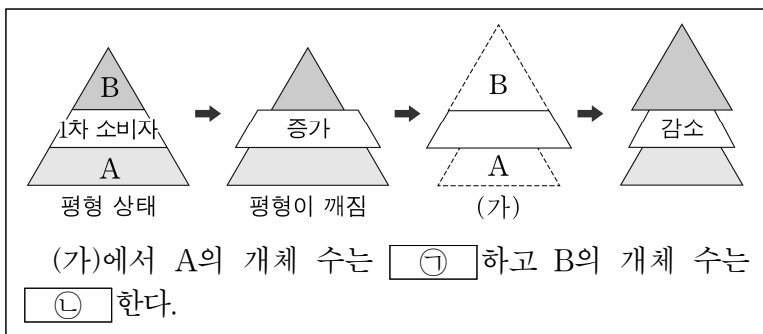 B
1차 소비자
A
평형 상태
증가
평형이 깨짐
B
A
(가)
감소
(가)에서 A의 개체 수는 ㉠하고 B의 개체 수는
㉡한다.